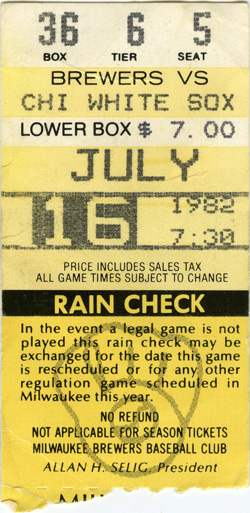 36 6 5
BOX TIER SEAT
BREWERS VS
CHI WHITE SOX
LOWER BOX $ 7.00
JULY
16 1982
7:30
PRICE INCLUDES SALES TAX
ALL GAME TIMES SUBJECT TO CHANGE
RAIN CHECK
In the event a legal game is not
played this rain check may be
exchanged for the date this game
is rescheduled or for any other
regulation game scheduled in
Milwaukee this year.
NO REFUND
NOT APPLICABLE FOR SEASON TICKETS
MILWAUKEE BREWERS BASEBALL CLUB
ALLAN H. SELIG, President